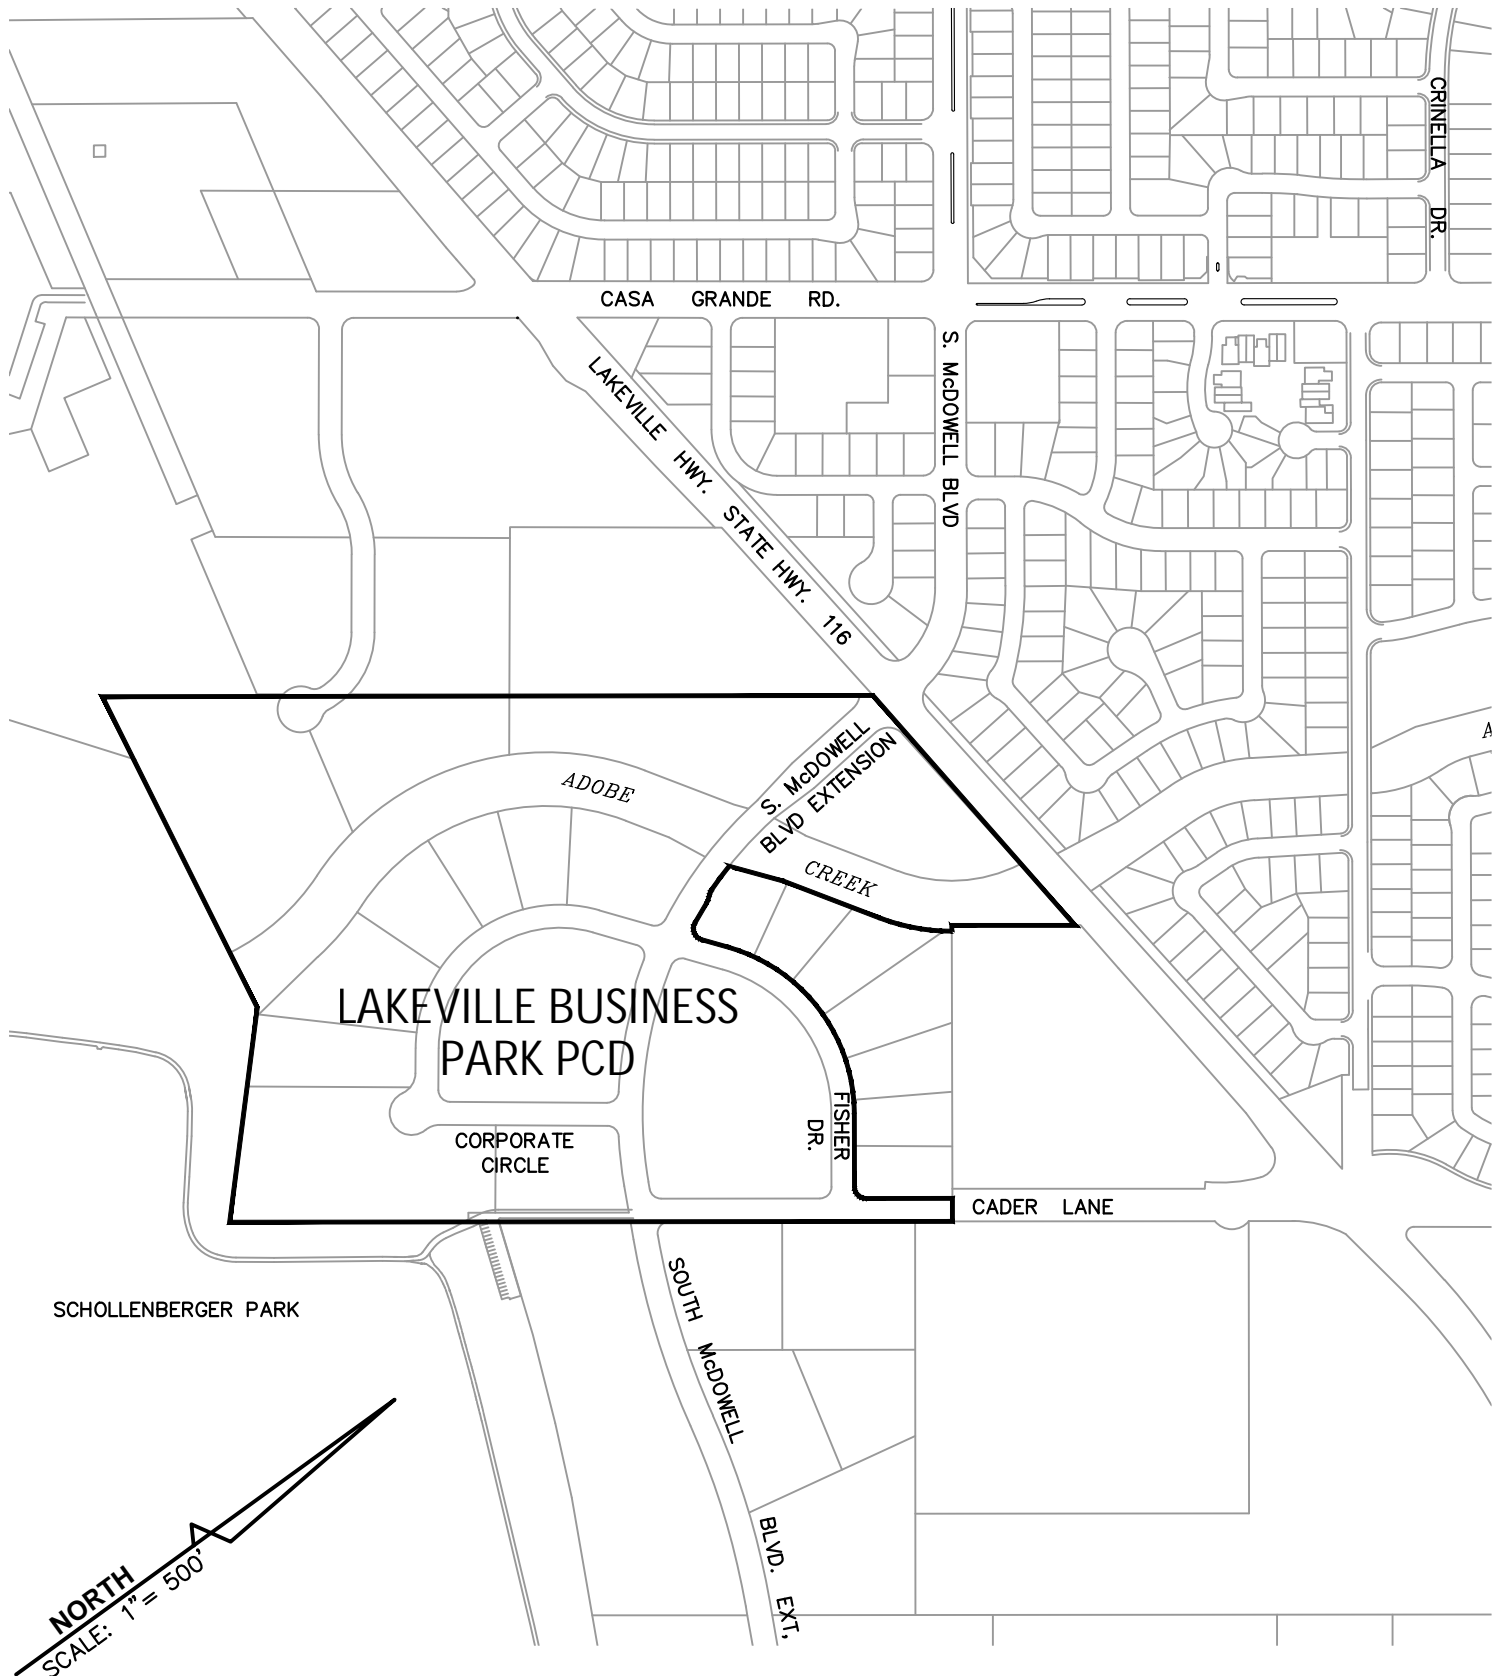 CRINELLA DR.
CASA GRANDE RD.
S. McDOWELL BLVD
LAKEVILLE HWY. STATE HWY. 116
A
S. McDOWELL
BLVD EXTENSION
ADOBE
CREEK
LAKEVILLE BUSINESS
PARK PCD
FISHER
DR.
CORPORATE
CIRCLE
CADER LANE
SOUTH McDOWELL BLVD. EXT,
SCHOLLENBERGER PARK
NORTH
SCALE: 1"= 500'